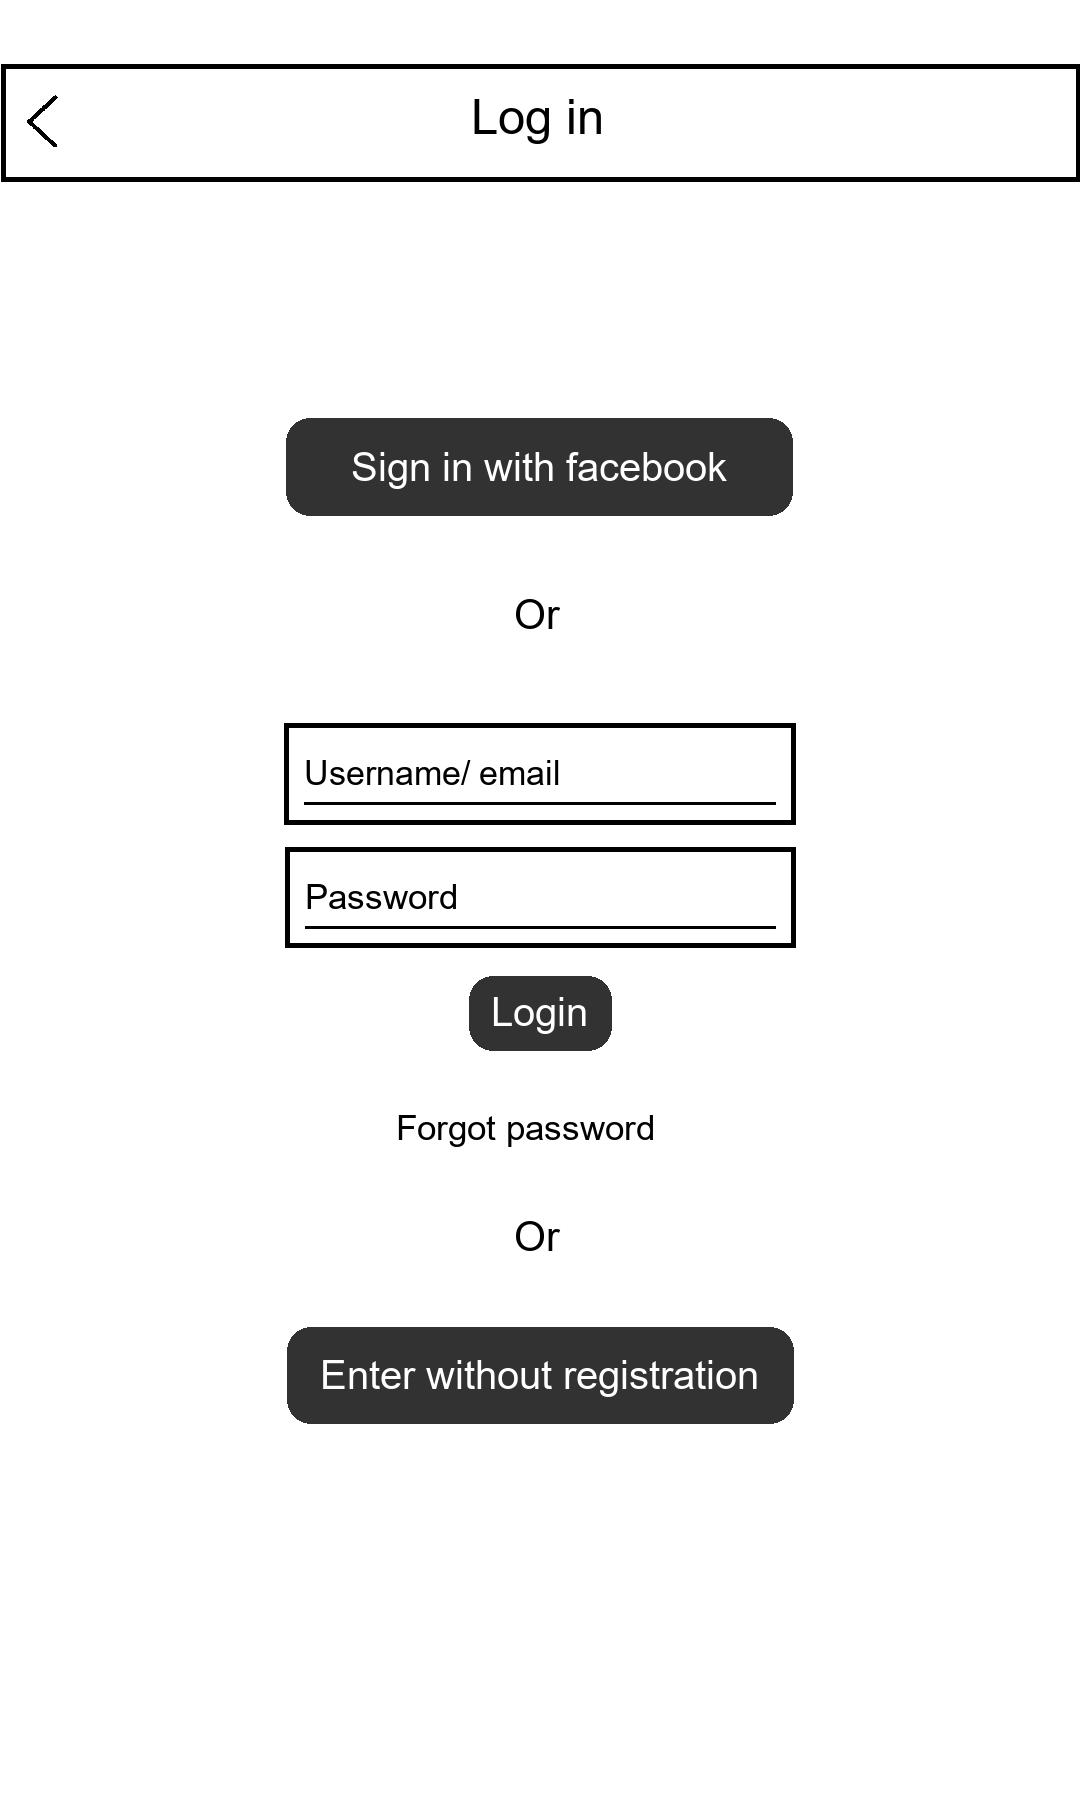 Log in
Sign in with facebook
Or
Username/ email
Password
Login
Forgot password
Or
Enter without registration